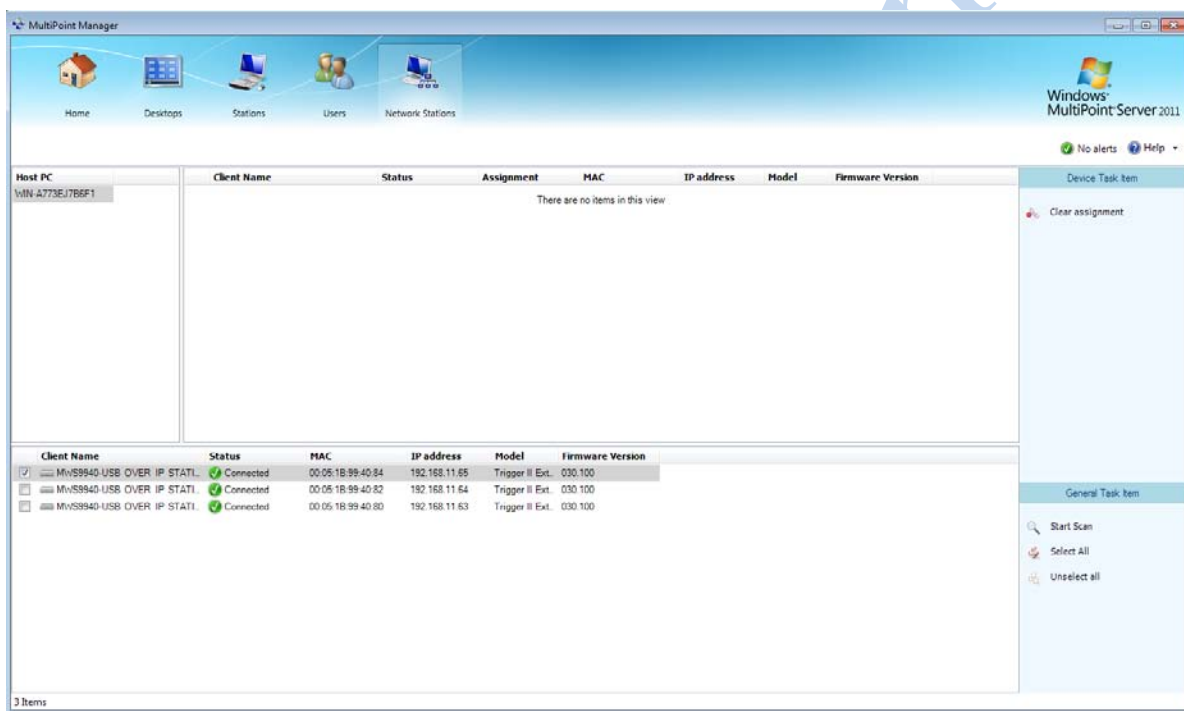 MultiPoint Manager
Home Desktops Stations Users Network Stations
Windows MultiPoint Server 2011
No alerts Help
Host PC
WIN-A773EJ7B6F1
Client Name Status Assignment MAC IP address Model Firmware Version
There are no items in this view
Device Task Item
Clear assignment
Client Name Status MAC IP address Model Firmware Version
MWS9940-USB OVER IP STATI... Connected 00:05:1B:99:40:84 192.168.11.65 Trigger II Ext... 030.100
MWS9940-USB OVER IP STATI... Connected 00:05:1B:99:40:82 192.168.11.64 Trigger II Ext... 030.100
MWS9940-USB OVER IP STATI... Connected 00:05:1B:99:40:80 192.168.11.63 Trigger II Ext... 030.100
General Task Item
Start Scan
Select All
Unselect all
3 Items